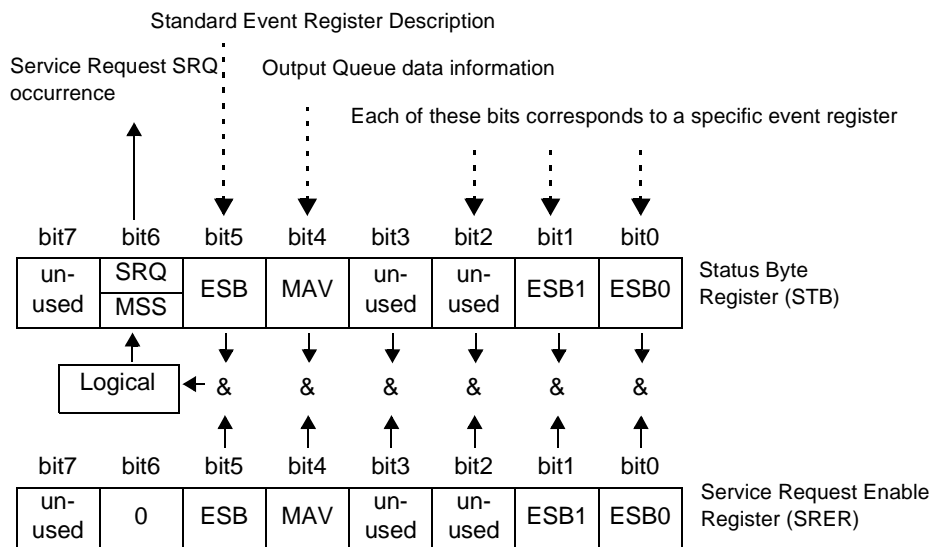 Standard Event Register Description
Service Request SRQ
occurrence
Output Queue data information
Each of these bits corresponds to a specific event register
bit7 bit6 bit5 bit4 bit3 bit2 bit1 bit0
un-
used
SRQ
MSS
ESB
MAV
un-
used
un-
used
ESB1
ESB0
Status Byte
Register (STB)
Logical
& & & & & &
bit7 bit6 bit5 bit4 bit3 bit2 bit1 bit0
un-
used
0
ESB
MAV
un-
used
un-
used
ESB1
ESB0
Service Request Enable
Register (SRER)